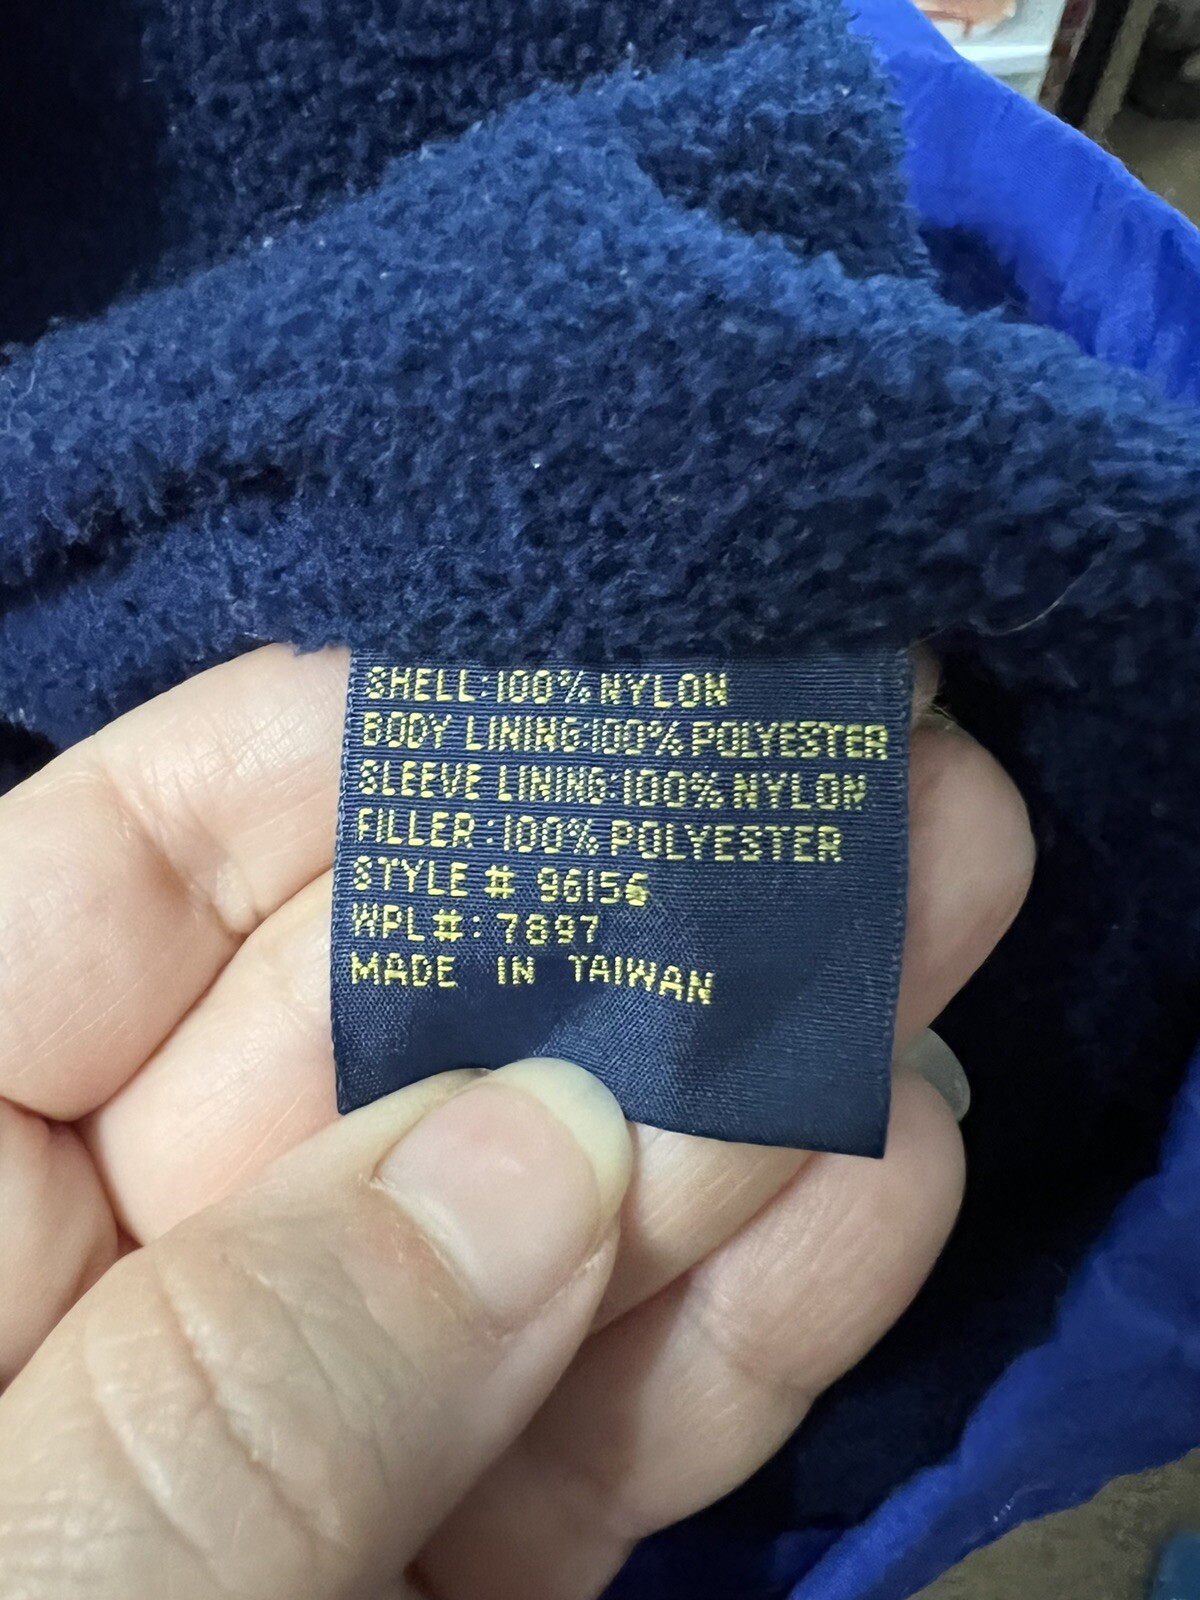 SHELL:100% NYLON
BODY LINING:100% POLYESTER
SLEEVE LINING:100% NYLON
FILLER:100% POLYESTER
STYLE # 96156
WPL#: 7897
MADE IN TAIWAN